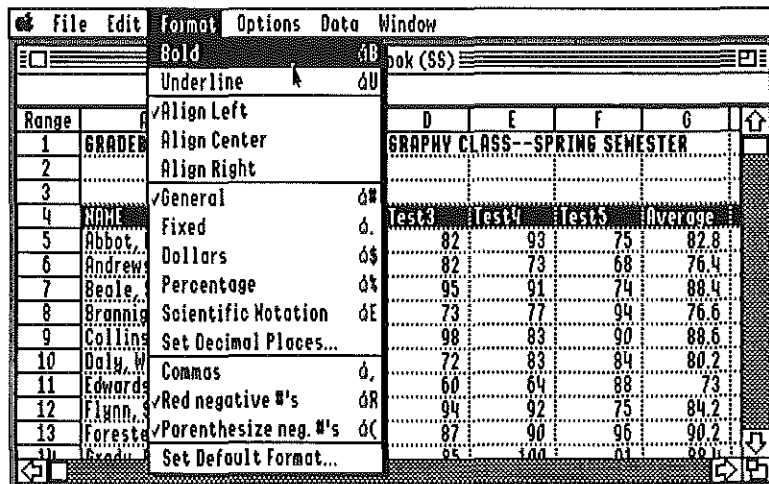 File Edit Format Options Data Window
Bold B
ook (SS)
Underline U
✓Align Left
Align Center
Align Right
✓General #
Fixed .
Dollars $
Percentage %
Scientific Notation E
Set Decimal Places...
Commas ,
✓Red negative #'s R
✓Parenthesize neg. #'s (
Set Default Format...
Range D E F G
1 GRADEB GRAPHY CLASS--SPRING SEMESTER
2
3
4 NAME Test3 Test4 Test5 Average
5 Abbot, 82 93 75 82.8
6 Andrews 82 73 68 76.4
7 Beale, 95 91 74 88.4
8 Brannig 73 77 94 76.6
9 Collins 98 83 90 88.6
10 Daly, W 72 83 84 80.2
11 Edwards 60 64 88 73
12 Flynn, S 94 92 75 84.2
13 Foreste 87 90 96 90.2